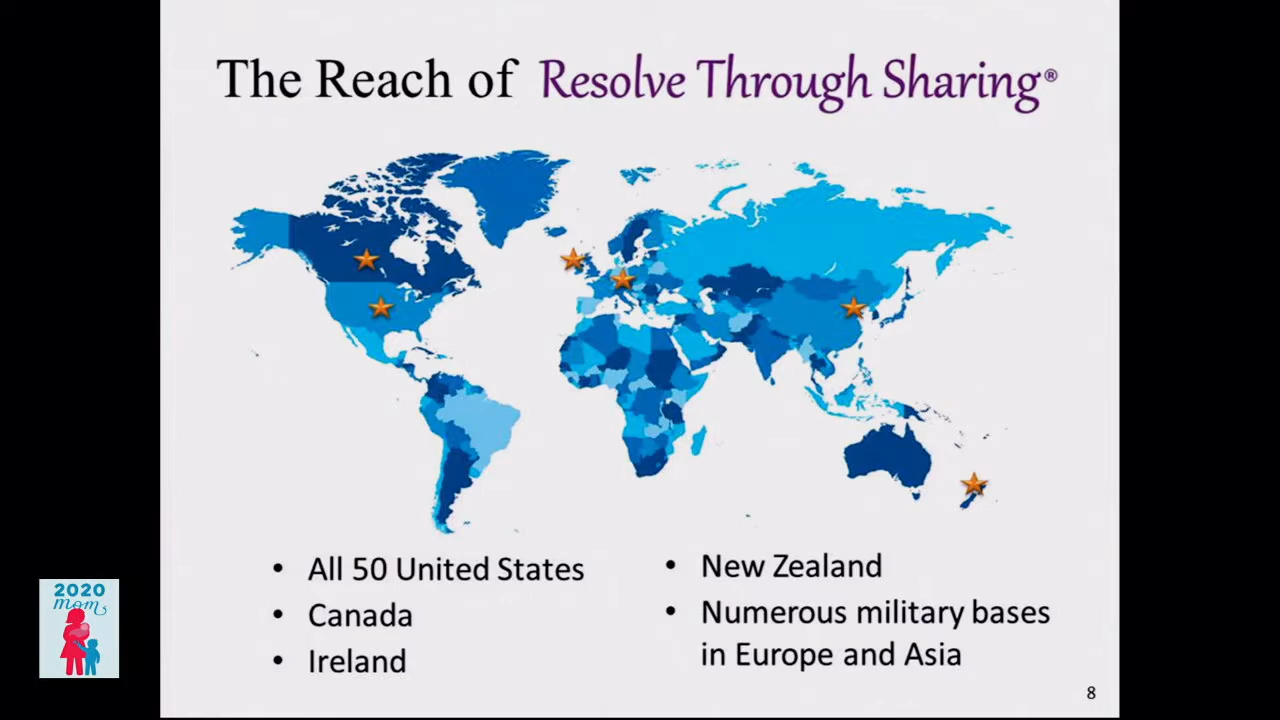 The Reach of Resolve Through Sharing®
• All 50 United States
• Canada
• Ireland
• New Zealand
• Numerous military bases
in Europe and Asia
2020
mom
8